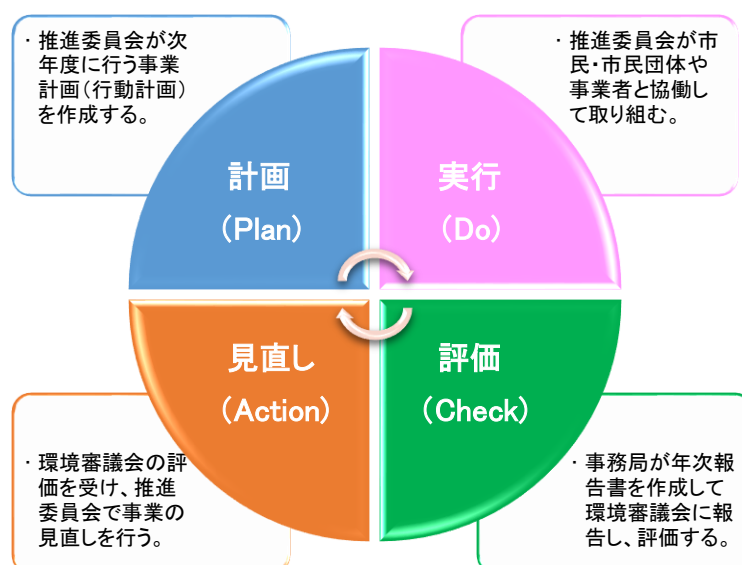 ・推進委員会が次
年度に行う事業
計画（行動計画）
を作成する。
・推進委員会が市
民・市民団体や
事業者と協働し
て取り組む。
計画
（Plan）
実行
（Do）
見直し
（Action）
評価
（Check）
・環境審議会の評
価を受け、推進
委員会で事業の
見直しを行う。
・事務局が年次報
告書を作成して
環境審議会に報
告し、評価する。